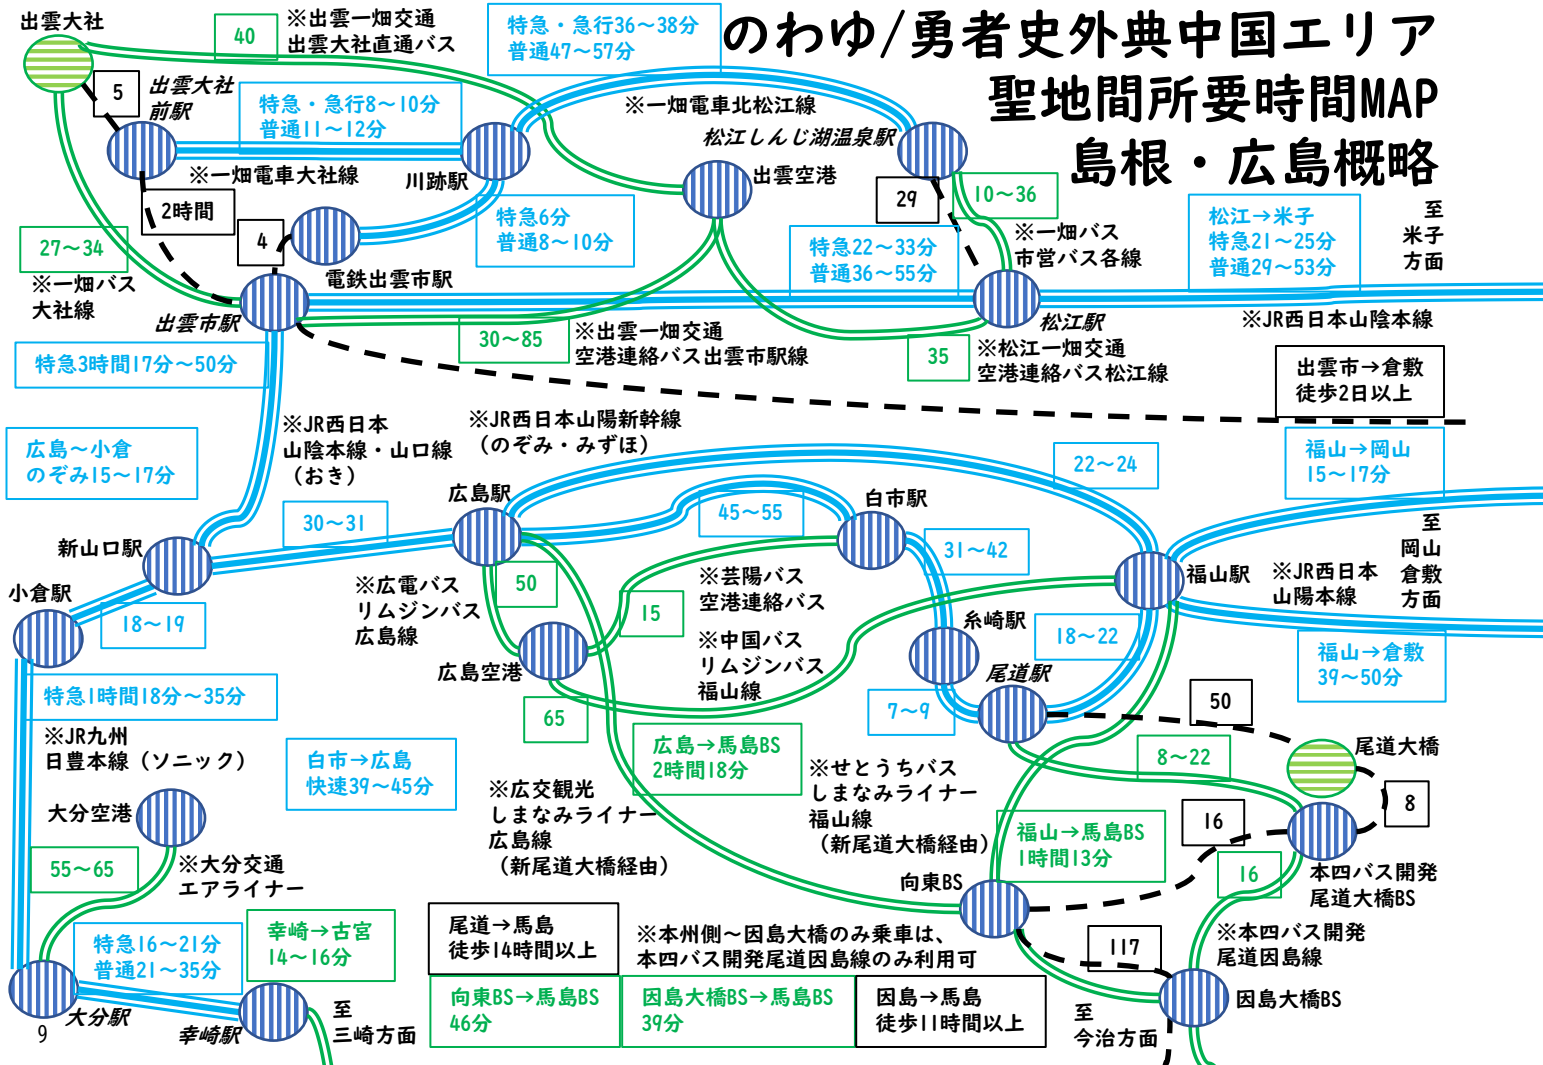 のわゆ/勇者史外典中国エリア
聖地間所要時間MAP
島根・広島概略
出雲大社
40
※出雲一畑交通
出雲大社直通バス
特急・急行36～38分
普通47～57分
5
出雲大社
前駅
特急・急行8～10分
普通11～12分
※一畑電車北松江線
松江しんじ湖温泉駅
※一畑電車大社線
川跡駅
出雲空港
2時間
29
10～36
特急6分
普通8～10分
4
27～34
※一畑バス
大社線
電鉄出雲市駅
特急22～33分
普通36～55分
※一畑バス
市営バス各線
松江→米子
特急21～25分
普通29～53分
至
米子
方面
出雲市駅
松江駅
※JR西日本山陰本線
30～85
※出雲一畑交通
空港連絡バス出雲市駅線
35
※松江一畑交通
空港連絡バス松江線
特急3時間17分～50分
出雲市→倉敷
徒歩2日以上
※JR西日本
山陰本線・山口線
（おき）
※JR西日本山陽新幹線
（のぞみ・みずほ）
広島～小倉
のぞみ15～17分
22～24
福山→岡山
15～17分
広島駅
白市駅
30～31
45～55
新山口駅
31～42
至
岡山
倉敷
方面
小倉駅
※広電バス
リムジンバス
広島線
50
※芸陽バス
空港連絡バス
福山駅
※JR西日本
山陽本線
18～19
15
糸崎駅
18～22
広島空港
※中国バス
リムジンバス
福山線
尾道駅
福山→倉敷
39～50分
特急1時間18分～35分
65
7～9
50
※JR九州
日豊本線（ソニック）
白市→広島
快速39～45分
広島→馬島BS
2時間18分
8～22
尾道大橋
※広交観光
しまなみライナー
広島線
（新尾道大橋経由）
※せとうちバス
しまなみライナー
福山線
（新尾道大橋経由）
大分空港
8
16
福山→馬島BS
1時間13分
55～65
※大分交通
エアライナー
16
本四バス開発
尾道大橋BS
向東BS
特急16～21分
普通21～35分
幸崎→古宮
14～16分
尾道→馬島
徒歩14時間以上
※本州側～因島大橋のみ乗車は、
本四バス開発尾道因島線のみ利用可
117
※本四バス開発
尾道因島線
向東BS→馬島BS
46分
因島大橋BS→馬島BS
39分
因島→馬島
徒歩11時間以上
因島大橋BS
大分駅
9
幸崎駅
至
三崎方面
至
今治方面